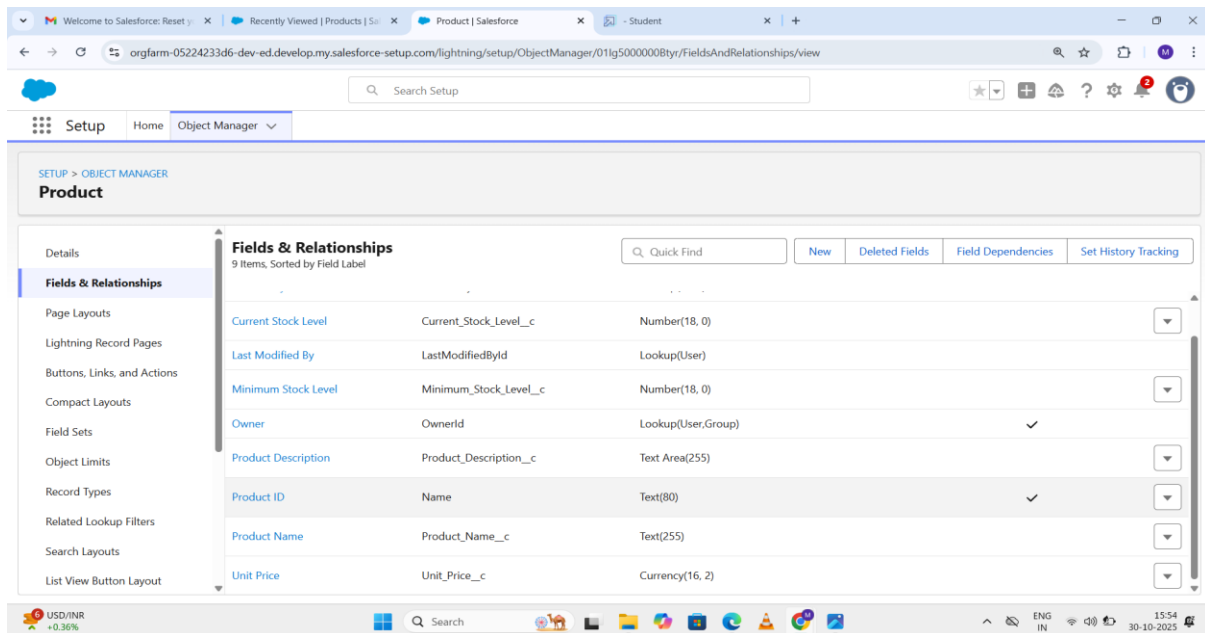 Welcome to Salesforce: Reset y
Recently Viewed | Products | Sal
Product | Salesforce
- Student
orgfarm-05224233d6-dev-ed.develop.my.salesforce-setup.com/lightning/setup/ObjectManager/01Ig5000000Btyr/FieldsAndRelationships/view
M
Search Setup
2
Setup Home Object Manager
SETUP > OBJECT MANAGER
Product
Details
Fields & Relationships
Page Layouts
Lightning Record Pages
Buttons, Links, and Actions
Compact Layouts
Field Sets
Object Limits
Record Types
Related Lookup Filters
Search Layouts
List View Button Layout
Fields & Relationships
9 Items, Sorted by Field Label
Quick Find
New Deleted Fields Field Dependencies Set History Tracking
Current Stock Level Current_Stock_Level__c Number(18, 0)
Last Modified By LastModifiedById Lookup(User)
Minimum Stock Level Minimum_Stock_Level__c Number(18, 0)
Owner OwnerId Lookup(User,Group)
Product Description Product_Description__c Text Area(255)
Product ID Name Text(80)
Product Name Product_Name__c Text(255)
Unit Price Unit_Price__c Currency(16, 2)
6 USD/INR
+0.36%
Search
ENG
IN
15:54
30-10-2025